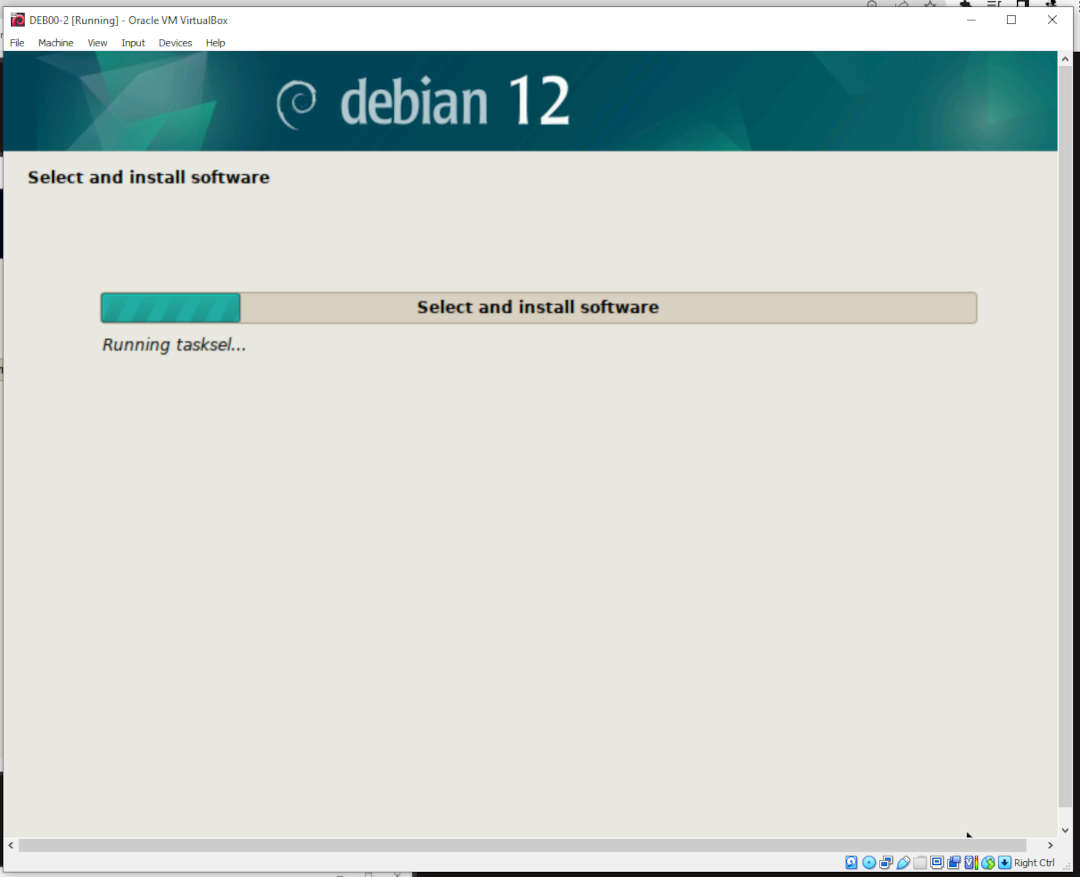 DEB00-2 [Running] - Oracle VM VirtualBox
File Machine View Input Devices Help
debian 12
Select and install software
Select and install software
Running tasksel...
Right Ctrl